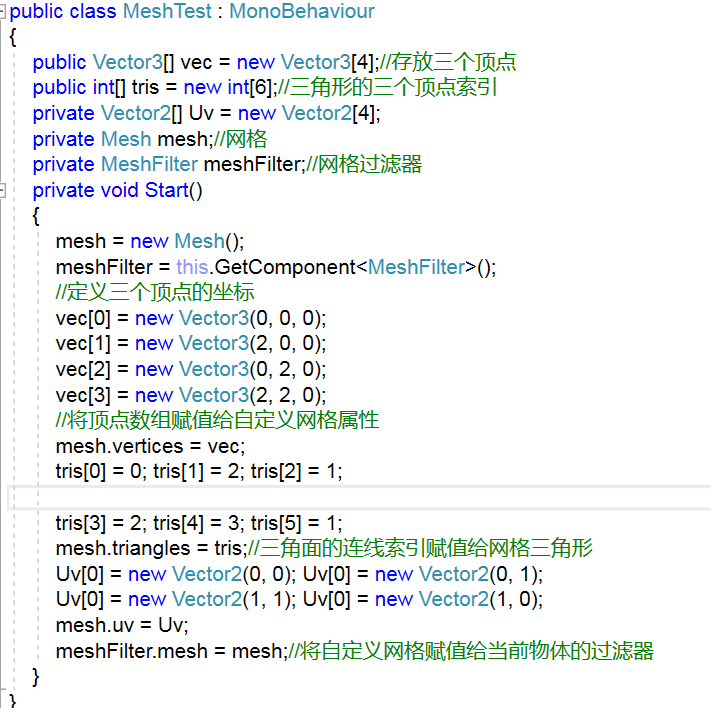 public class MeshTest : MonoBehaviour
{
public Vector3[] vec = new Vector3[4];//存放三个顶点
public int[] tris = new int[6];//三角形的三个顶点索引
private Vector2[] Uv = new Vector2[4];
private Mesh mesh;//网格
private MeshFilter meshFilter;//网格过滤器
private void Start()
{
mesh = new Mesh();
meshFilter = this.GetComponent<MeshFilter>();
//定义三个顶点的坐标
vec[0] = new Vector3(0, 0, 0);
vec[1] = new Vector3(2, 0, 0);
vec[2] = new Vector3(0, 2, 0);
vec[3] = new Vector3(2, 2, 0);
//将顶点数组赋值给自定义网格属性
mesh.vertices = vec;
tris[0] = 0; tris[1] = 2; tris[2] = 1;
tris[3] = 2; tris[4] = 3; tris[5] = 1;
mesh.triangles = tris;//三角面的连线索引赋值给网格三角形
Uv[0] = new Vector2(0, 0); Uv[0] = new Vector2(0, 1);
Uv[0] = new Vector2(1, 1); Uv[0] = new Vector2(1, 0);
mesh.uv = Uv;
meshFilter.mesh = mesh;//将自定义网格赋值给当前物体的过滤器
}
}